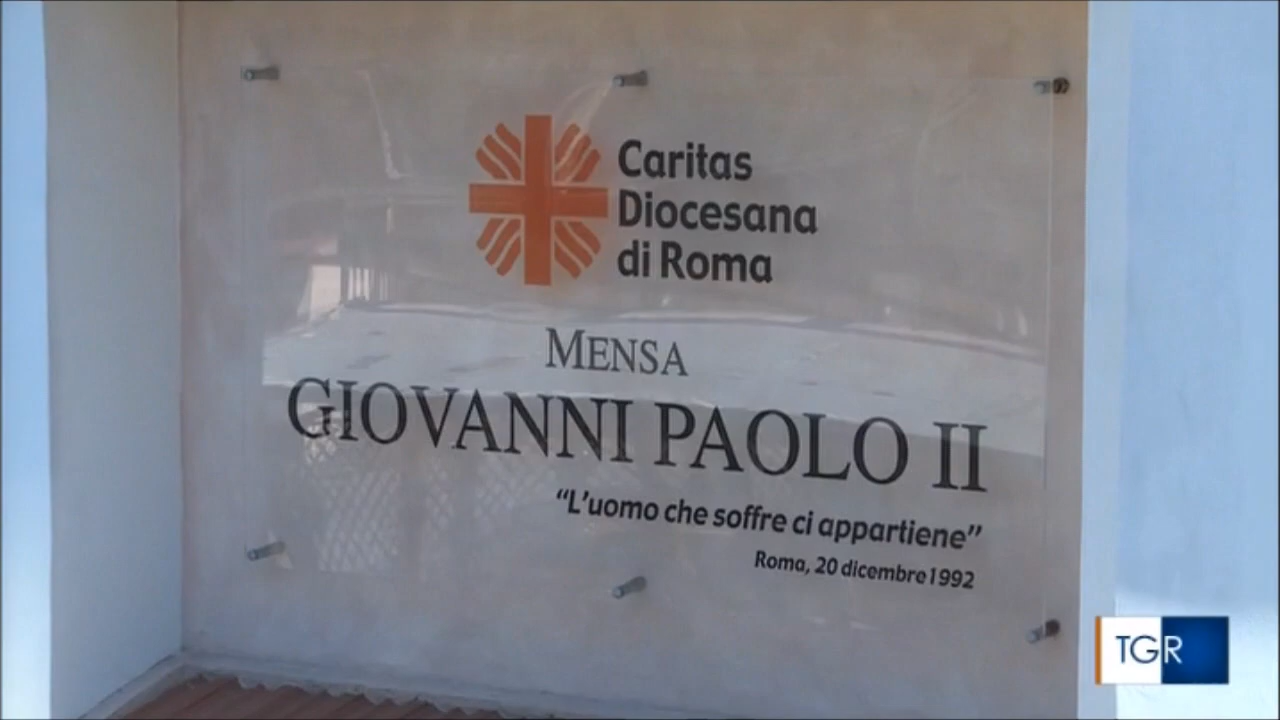 Caritas
Diocesana
di Roma
MENSA
GIOVANNI PAOLO II
“L'uomo che soffre ci appartiene”
Roma, 20 dicembre 1992
TGR